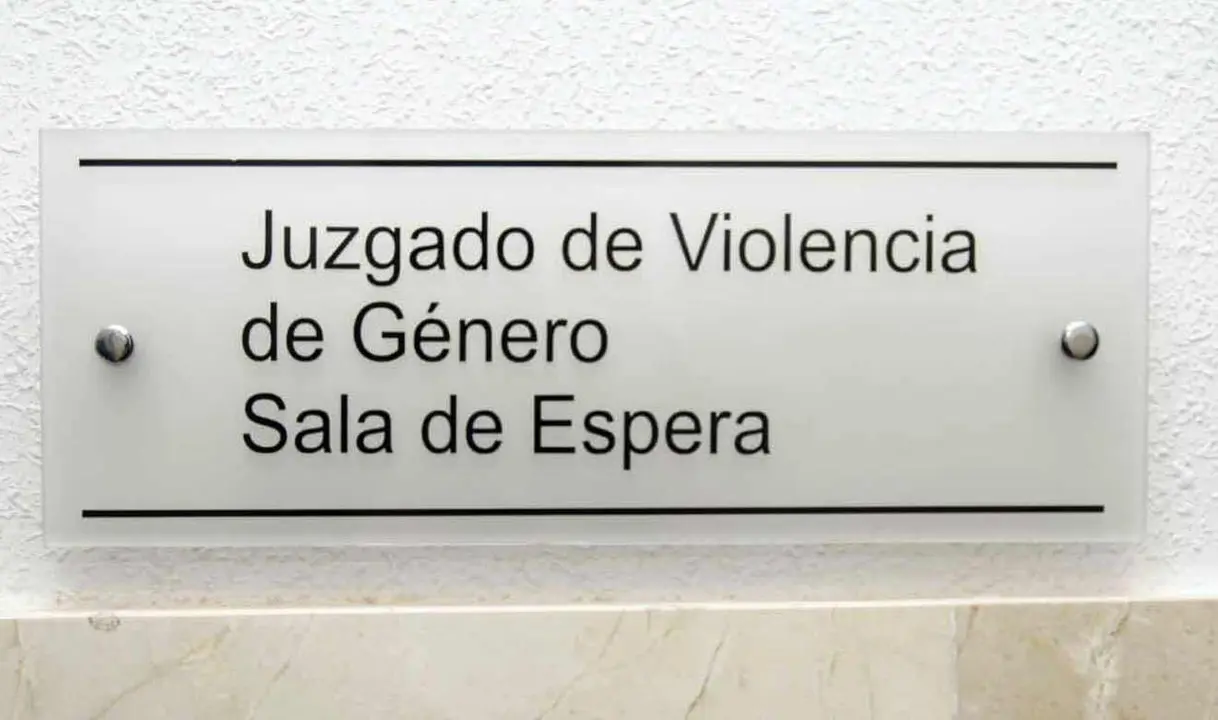 Juzgado de Violencia
de Género
Sala de Espera